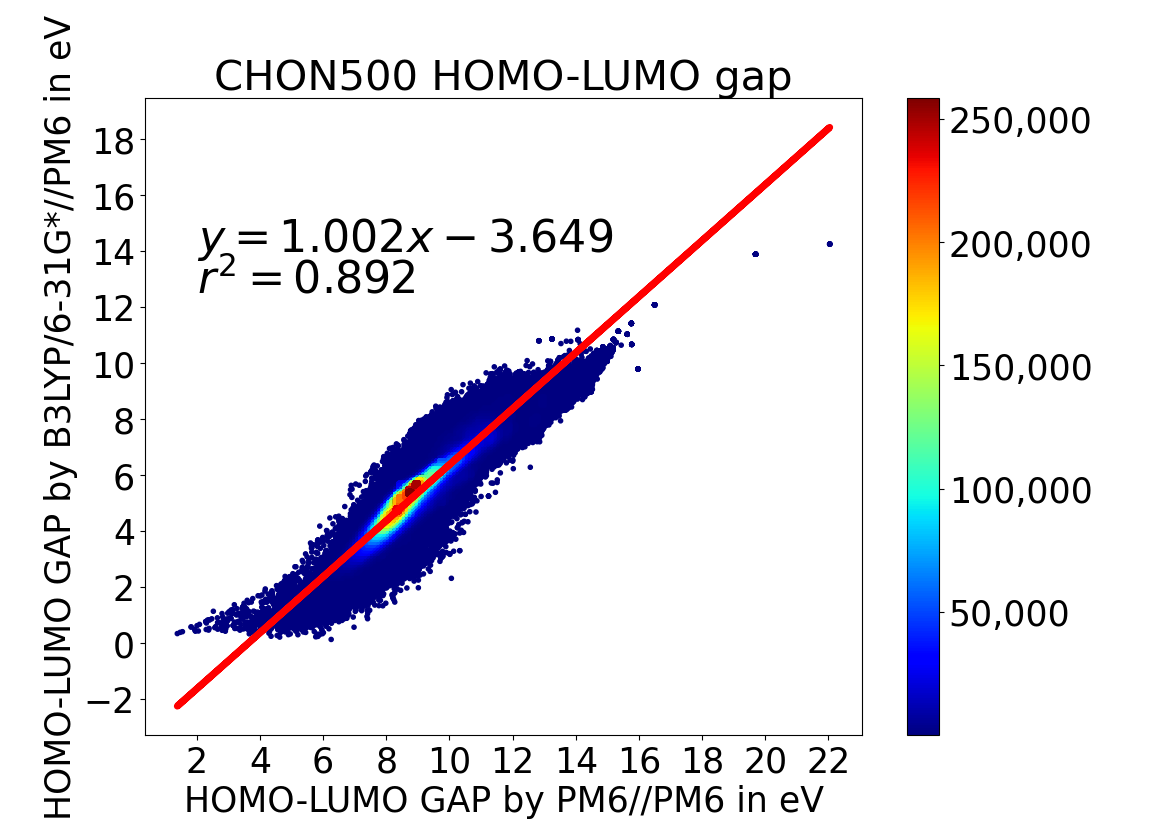 CHON500 HOMO-LUMO gap
HOMO-LUMO GAP by B3LYP/6-31G*//PM6 in eV
18
16
14
12
10
8
6
4
2
0
−2
y = 1.002x − 3.649
r² = 0.892
2 4 6 8 10 12 14 16 18 20 22
HOMO-LUMO GAP by PM6//PM6 in eV
250,000
200,000
150,000
100,000
50,000